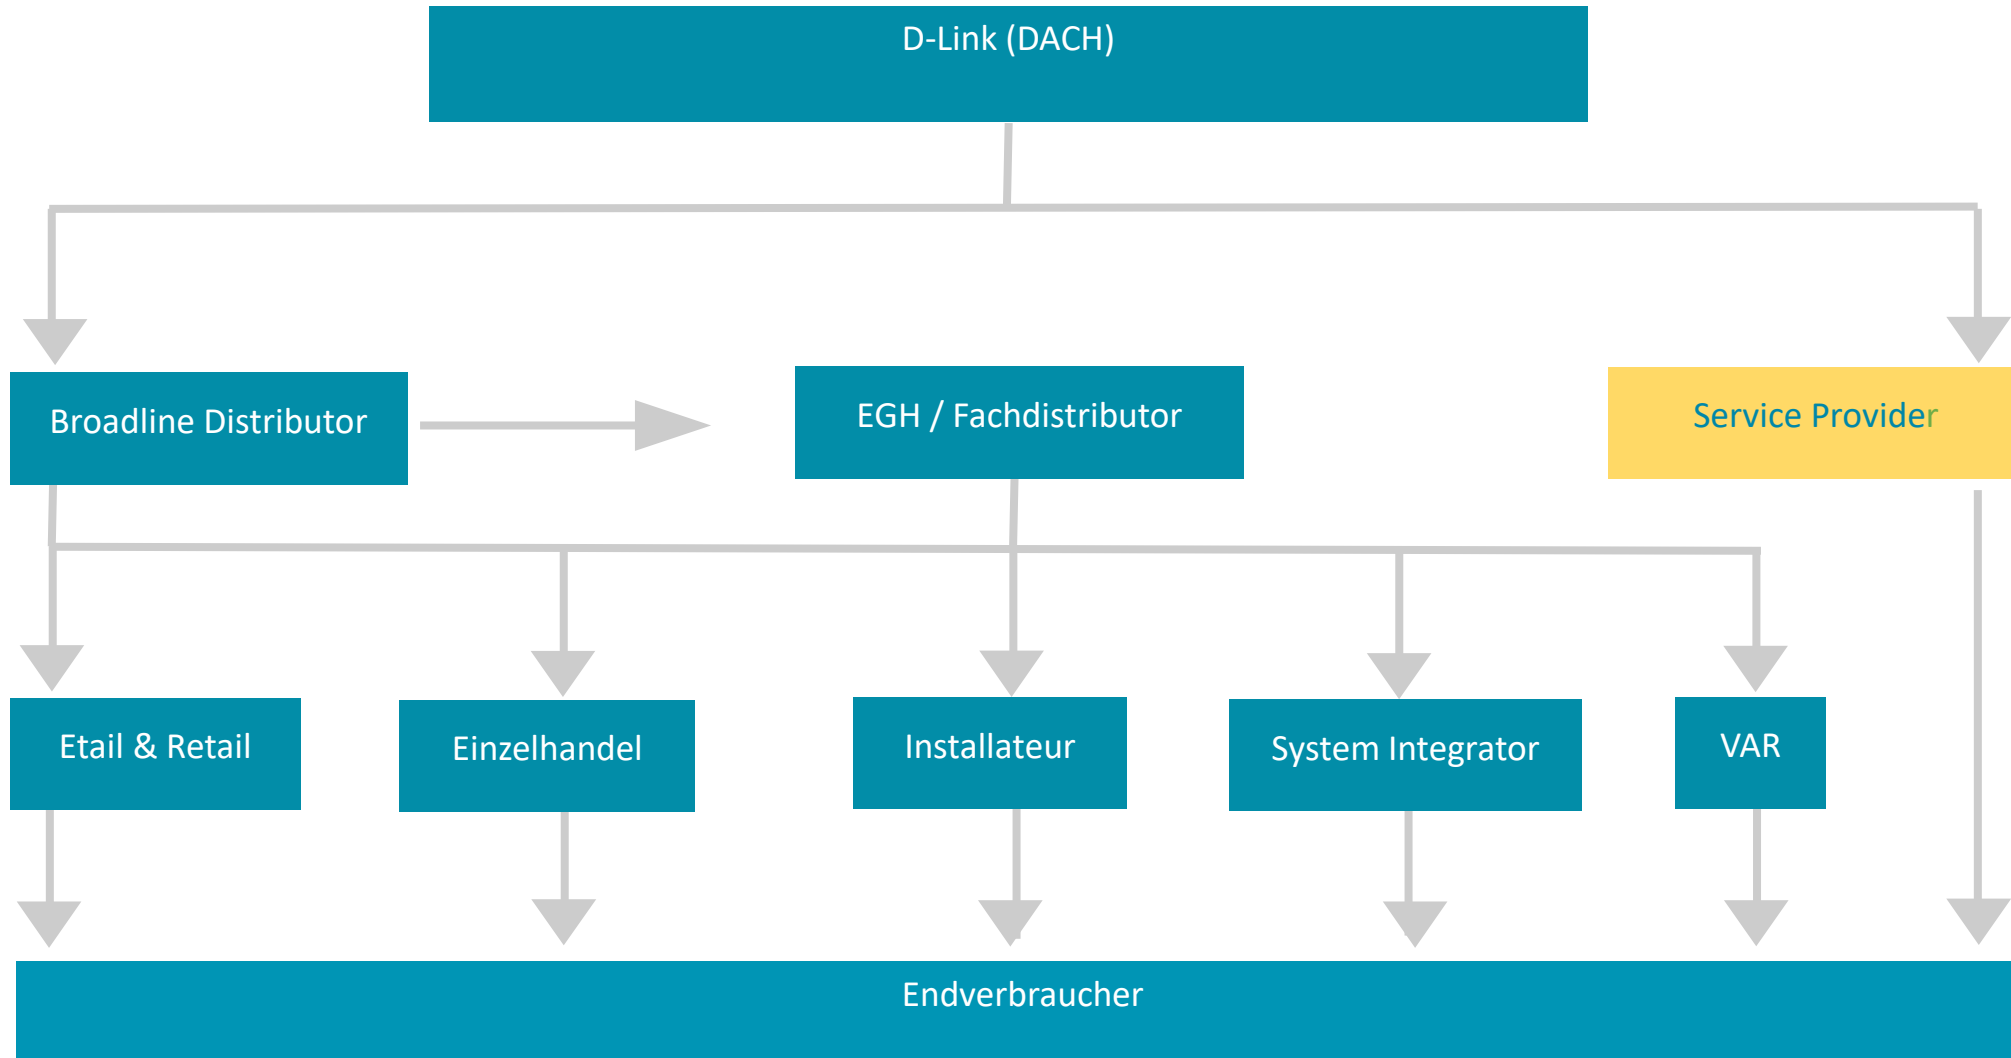 D-Link (DACH)
Broadline Distributor
EGH / Fachdistributor
Service Provider
Etail & Retail
Einzelhandel
Installateur
System Integrator
VAR
Endverbraucher